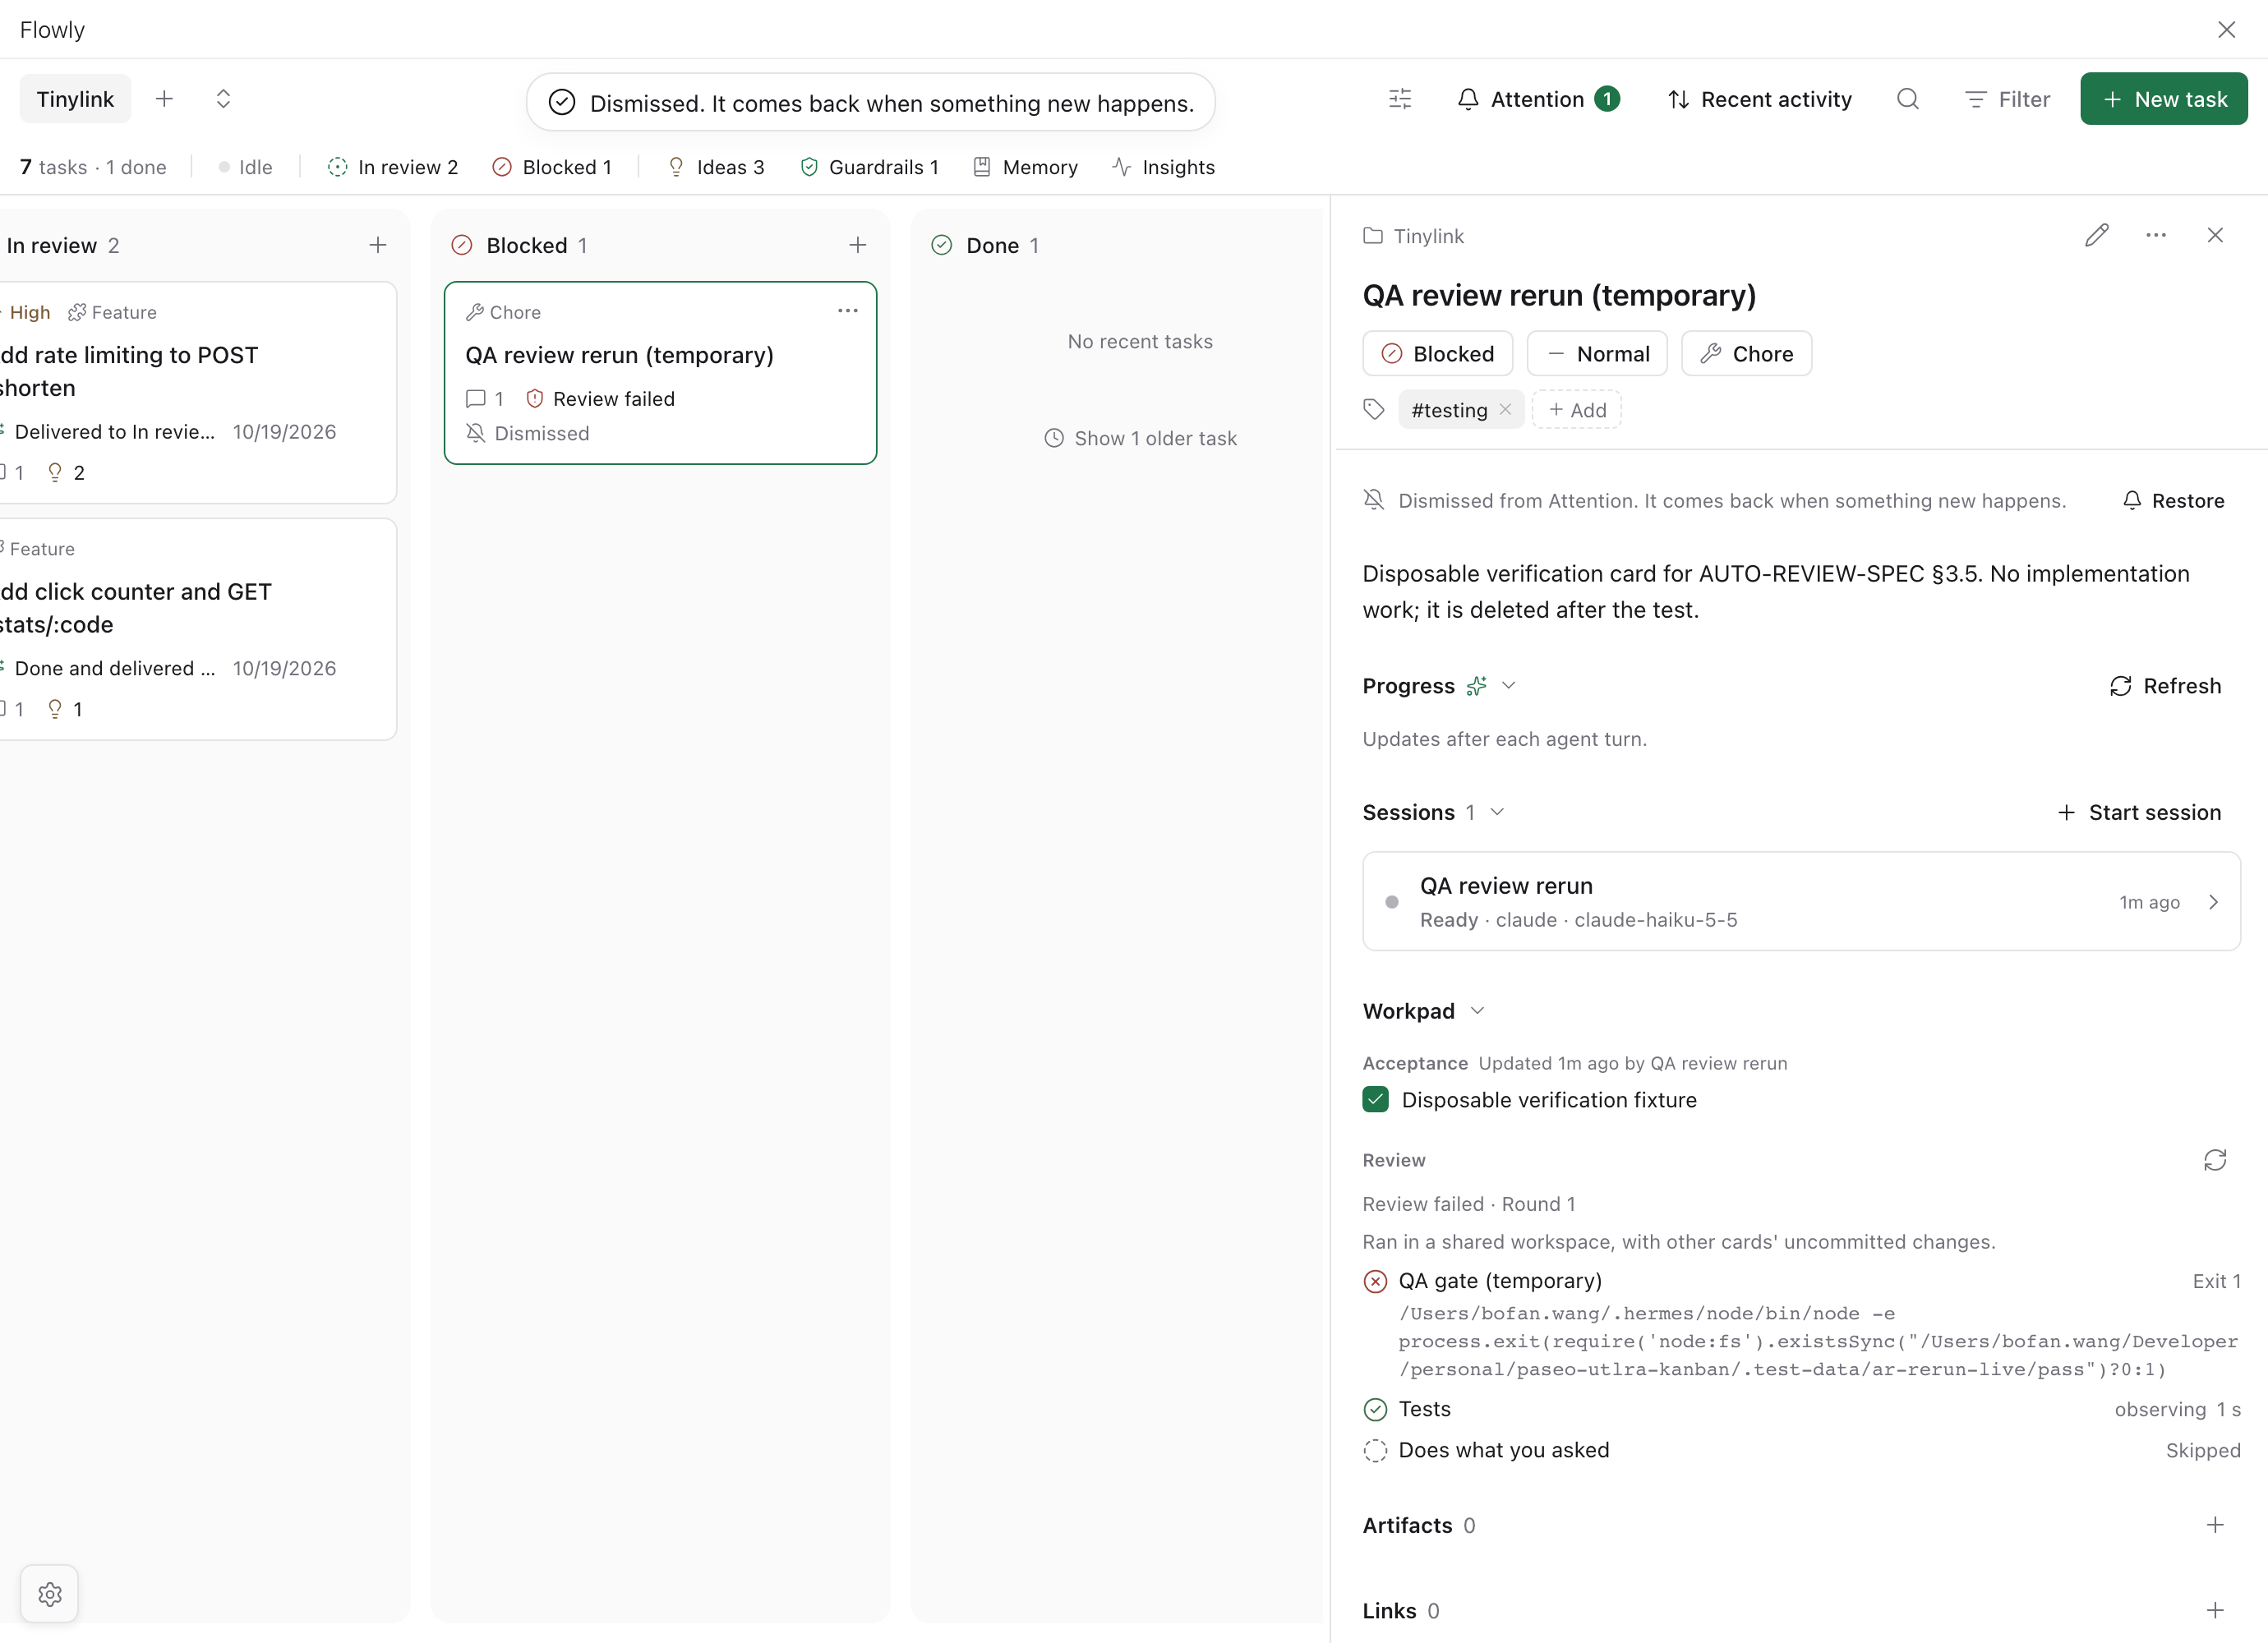 Flowly
Tinylink
Dismissed. It comes back when something new happens.
Attention 1
Recent activity
Filter
New task
7 tasks · 1 done
Idle
In review 2
Blocked 1
Ideas 3
Guardrails 1
Memory
Insights
In review 2
High Feature
dd rate limiting to POST
shorten
Delivered to In revie... 10/19/2026
1 2
Feature
dd click counter and GET
stats/:code
Done and delivered ... 10/19/2026
1 1
Blocked 1
Chore
QA review rerun (temporary)
1 Review failed
Dismissed
Done 1
No recent tasks
Show 1 older task
Tinylink
QA review rerun (temporary)
Blocked
Normal
Chore
#testing
Add
Dismissed from Attention. It comes back when something new happens.
Restore
Disposable verification card for AUTO-REVIEW-SPEC §3.5. No implementation
work; it is deleted after the test.
Progress
Refresh
Updates after each agent turn.
Sessions 1
Start session
QA review rerun
Ready · claude · claude-haiku-5-5
1m ago
Workpad
Acceptance Updated 1m ago by QA review rerun
Disposable verification fixture
Review
Review failed · Round 1
Ran in a shared workspace, with other cards' uncommitted changes.
QA gate (temporary) Exit 1
/Users/bofan.wang/.hermes/node/bin/node -e
process.exit(require('node:fs').existsSync("/Users/bofan.wang/Developer
/personal/paseo-utlra-kanban/.test-data/ar-rerun-live/pass")?0:1)
Tests observing 1 s
Does what you asked Skipped
Artifacts 0
Links 0